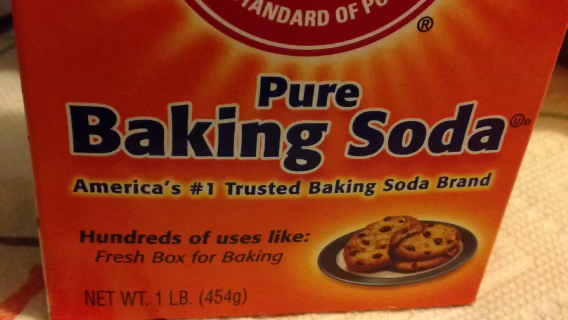 STANDARD OF
®
Pure
Baking Soda
America's #1 Trusted Baking Soda Brand
Hundreds of uses like:
Fresh Box for Baking
NET WT. 1 LB. (454g)